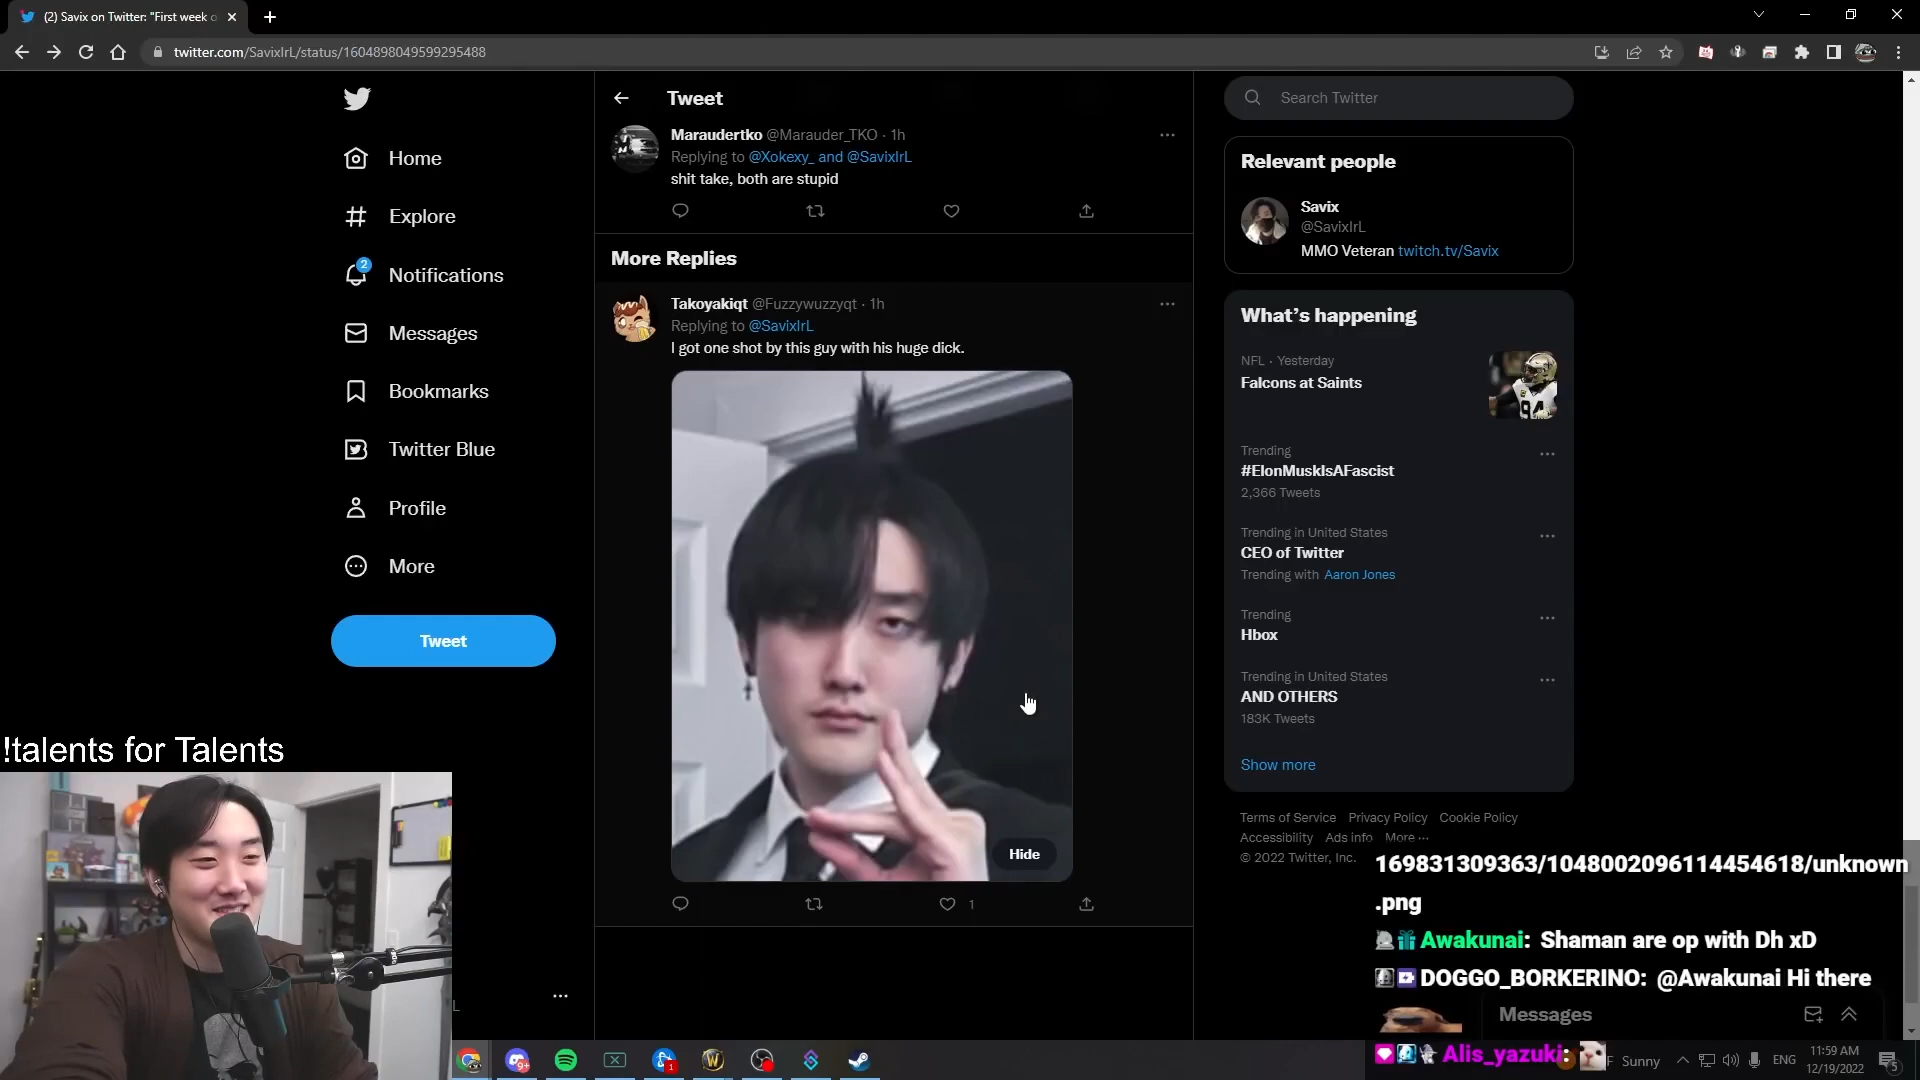 (2) Savix on Twitter: "First week o
twitter.com/SavixIrL/status/1604898049599295488
Home
Explore
2
Notifications
Messages
Bookmarks
Twitter Blue
Profile
More
Tweet
Tweet
Maraudertko @Marauder_TKO · 1h
Replying to @Xokexy_ and @SavixIrL
shit take, both are stupid
More Replies
Takoyakiqt @Fuzzywuzzyqt · 1h
Replying to @SavixIrL
I got one shot by this guy with his huge dick.
Hide
1
Search Twitter
Relevant people
Savix
@SavixIrL
MMO Veteran twitch.tv/Savix
What's happening
NFL · Yesterday
Falcons at Saints
94
Trending
#ElonMuskIsAFascist
2,366 Tweets
Trending in United States
CEO of Twitter
Trending with Aaron Jones
Trending
Hbox
Trending in United States
AND OTHERS
183K Tweets
Show more
Terms of Service Privacy Policy Cookie Policy
Accessibility Ads info More ···
© 2022 Twitter, Inc.
!talents for Talents
169831309363/1048002096114454618/unknown
.png
Awakunai: Shaman are op with Dh xD
DOGGO_BORKERINO: @Awakunai Hi there
Messages
Alis_yazuki:
9+
1
F Sunny
ENG
11:59 AM
12/19/2022
5